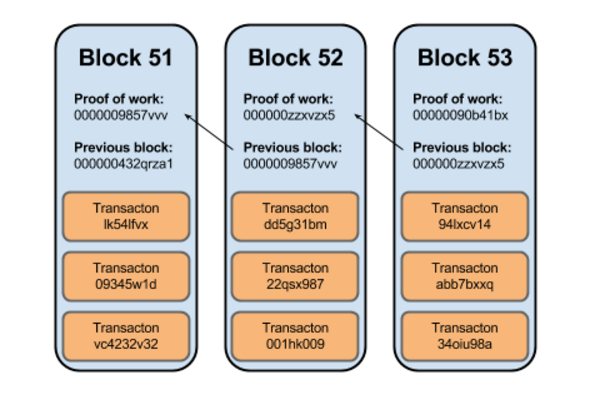 Block 51
Proof of work:
0000009857vvv
Previous block:
000000432qrza1
Transacton
lk54lfvx
Transacton
09345w1d
Transacton
vc4232v32
Block 52
Proof of work:
000000zzxvzx5
Previous block:
0000009857vvv
Transacton
dd5g31bm
Transacton
22qsx987
Transacton
001hk009
Block 53
Proof of work:
00000090b41bx
Previous block:
000000zzxvzx5
Transacton
94lxcv14
Transacton
abb7bxxq
Transacton
34oiu98a